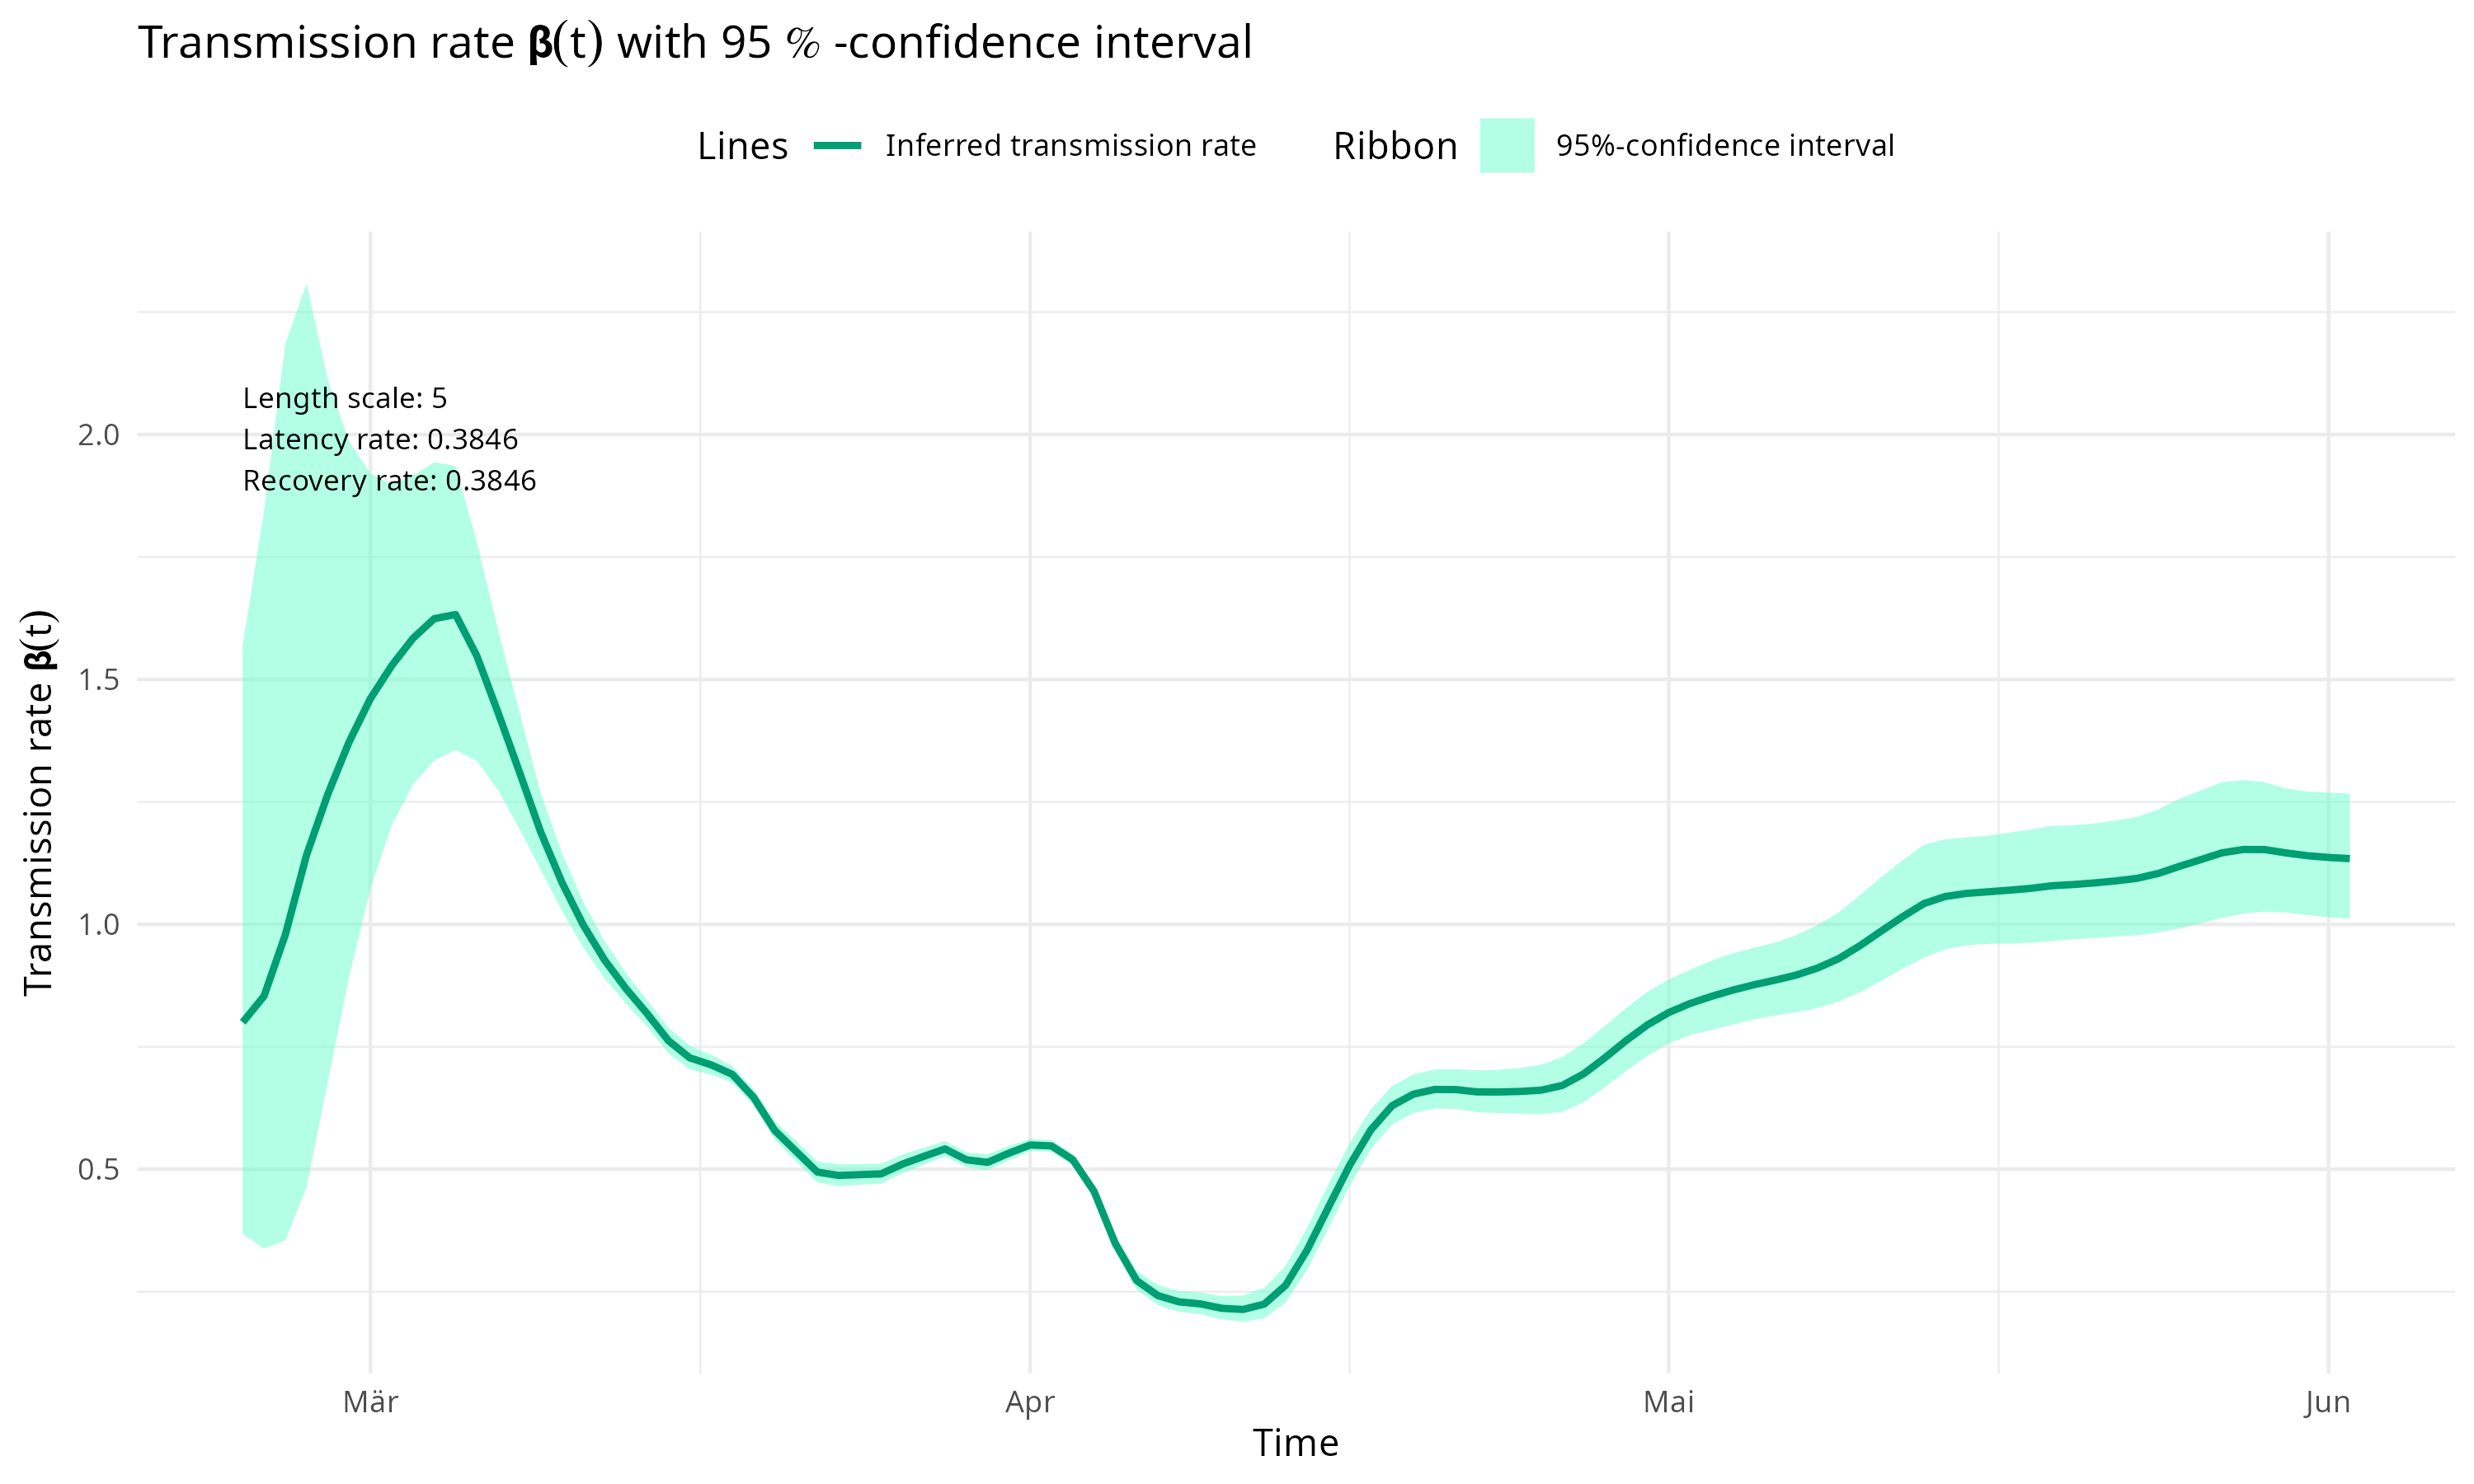 Transmission rate β(t) with 95 % -confidence interval
Lines Inferred transmission rate Ribbon 95%-confidence interval
Length scale: 5
Latency rate: 0.3846
Recovery rate: 0.3846
Transmission rate β(t)
2.0
1.5
1.0
0.5
Mär Apr Mai Jun
Time